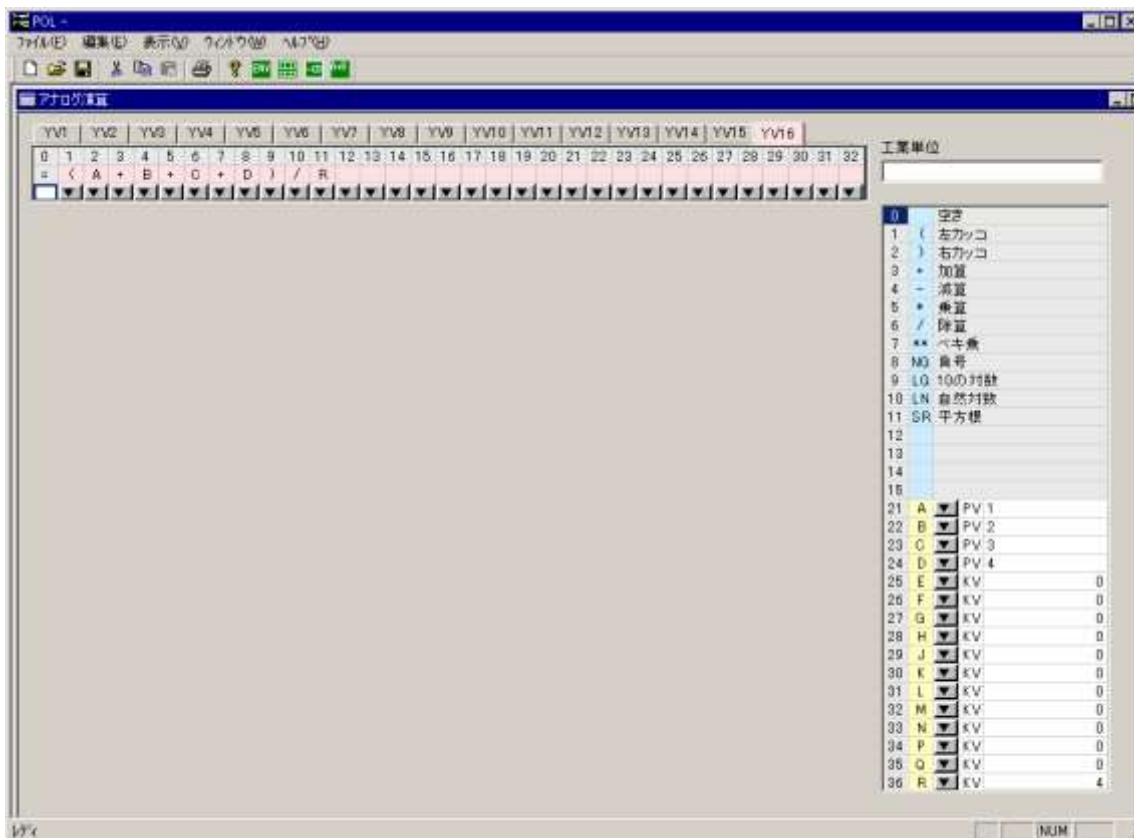 POL -
ファイル(F) 編集(E) 表示(V) ウィンドウ(W) ヘルプ(H)
アナログ演算
YV1 YV2 YV3 YV4 YV5 YV6 YV7 YV8 YV9 YV10 YV11 YV12 YV13 YV14 YV15 YV16
0 1 2 3 4 5 6 7 8 9 10 11 12 13 14 15 16 17 18 19 20 21 22 23 24 25 26 27 28 29 30 31 32
= ( A + B + C + D ) / R
工業単位
0 空き
1 ( 左カッコ
2 ) 右カッコ
3 + 加算
4 - 減算
5 * 乗算
6 / 除算
7 ** ベキ乗
8 NG 負号
9 LG 10の対数
10 LN 自然対数
11 SR 平方根
12
13
14
15
21 A PV 1
22 B PV 2
23 C PV 3
24 D PV 4
25 E KV 0
26 F KV 0
27 G KV 0
28 H KV 0
29 J KV 0
30 K KV 0
31 L KV 0
32 M KV 0
33 N KV 0
34 P KV 0
35 Q KV 0
36 R KV 4
レディ NUM